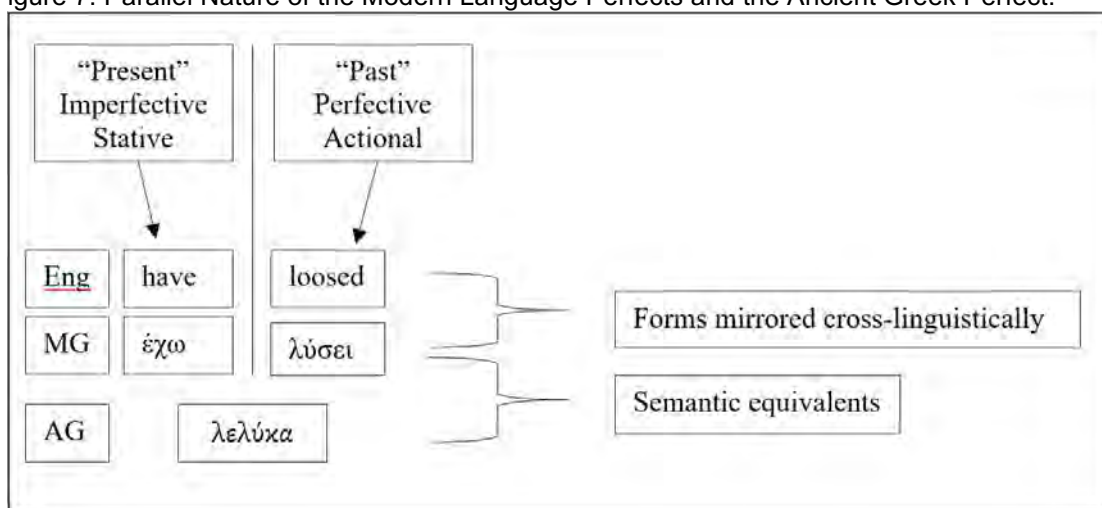 igure 7. Parallel Nature of the Modern Language Perfects and the Ancient Greek Perfect.
“Present”
Imperfective
Stative
“Past”
Perfective
Actional
Eng have loosed
MG έχω λύσει
AG λελύκα
Forms mirrored cross-linguistically
Semantic equivalents